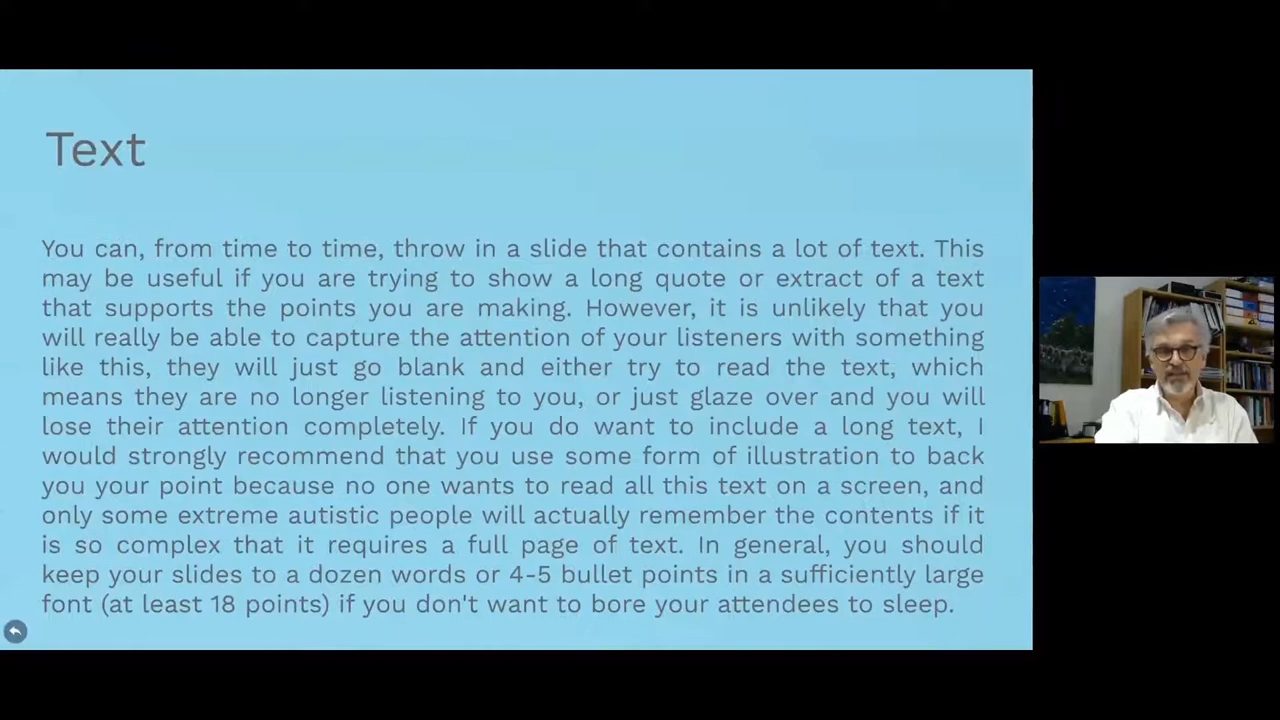 Text
You can, from time to time, throw in a slide that contains a lot of text. This
may be useful if you are trying to show a long quote or extract of a text
that supports the points you are making. However, it is unlikely that you
will really be able to capture the attention of your listeners with something
like this, they will just go blank and either try to read the text, which
means they are no longer listening to you, or just glaze over and you will
lose their attention completely. If you do want to include a long text, I
would strongly recommend that you use some form of illustration to back
you your point because no one wants to read all this text on a screen, and
only some extreme autistic people will actually remember the contents if it
is so complex that it requires a full page of text. In general, you should
keep your slides to a dozen words or 4-5 bullet points in a sufficiently large
font (at least 18 points) if you don't want to bore your attendees to sleep.